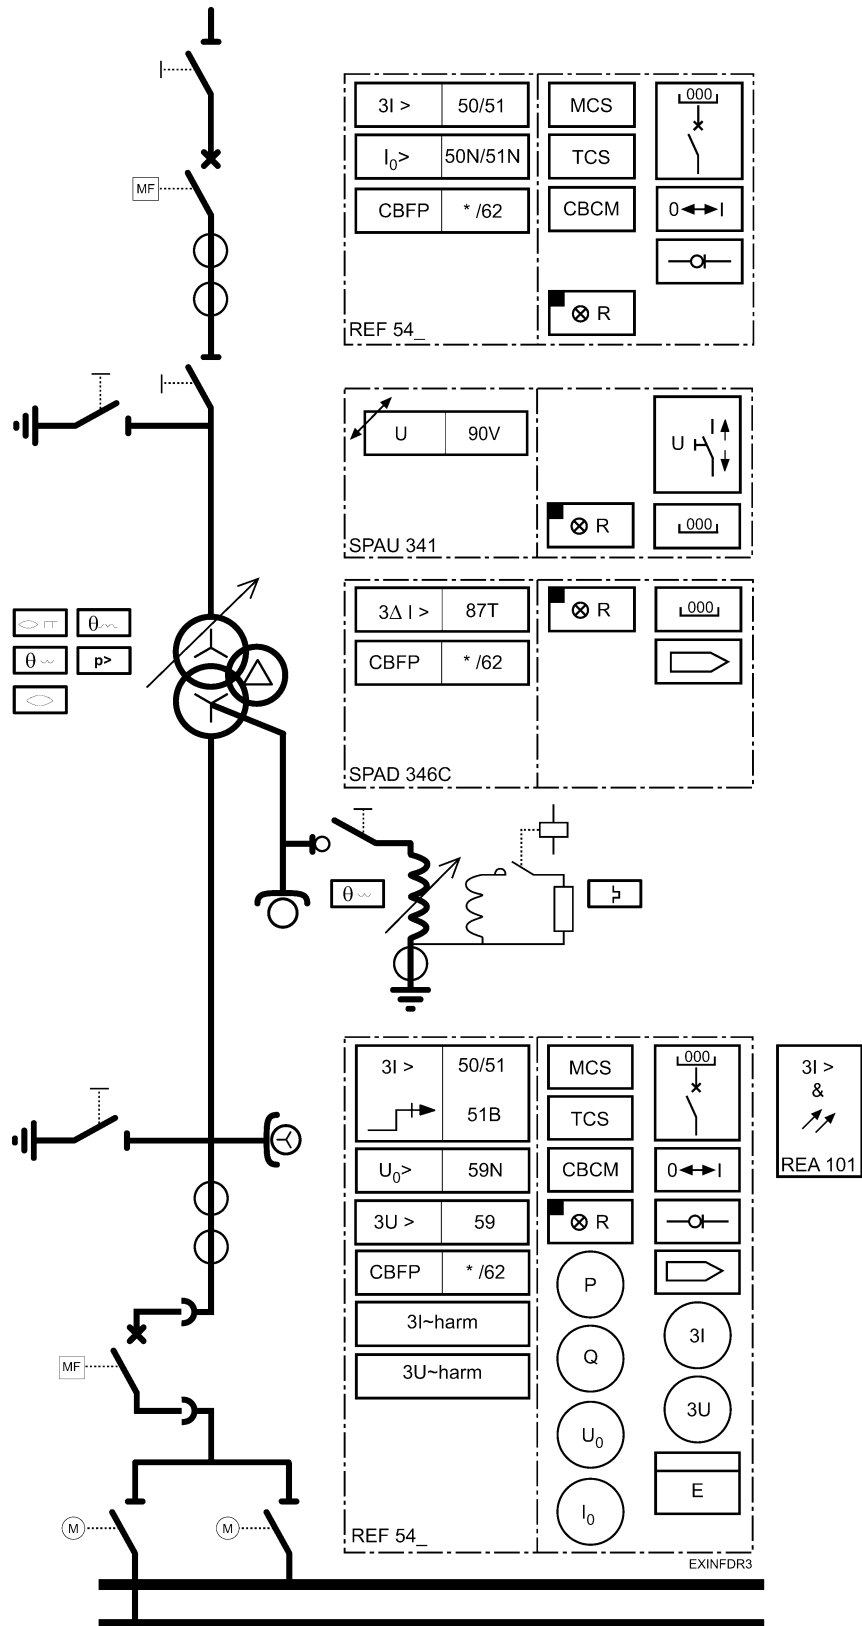 MF
3I > 50/51
I0> 50N/51N
CBFP * /62
MCS
TCS
CBCM
000
0 I
R
REF 54_
U 90V
U I
R
000
SPAU 341
θ
θ
p>
3Δ I > 87T
CBFP * /62
R
000
SPAD 346C
θ
3I > 50/51
51B
U0> 59N
3U > 59
CBFP * /62
3I~harm
3U~harm
MCS
TCS
CBCM
R
P
Q
U0
I0
000
0 I
3I
3U
E
REF 54_
3I >
&
REA 101
MF
M
M
EXINFDR3